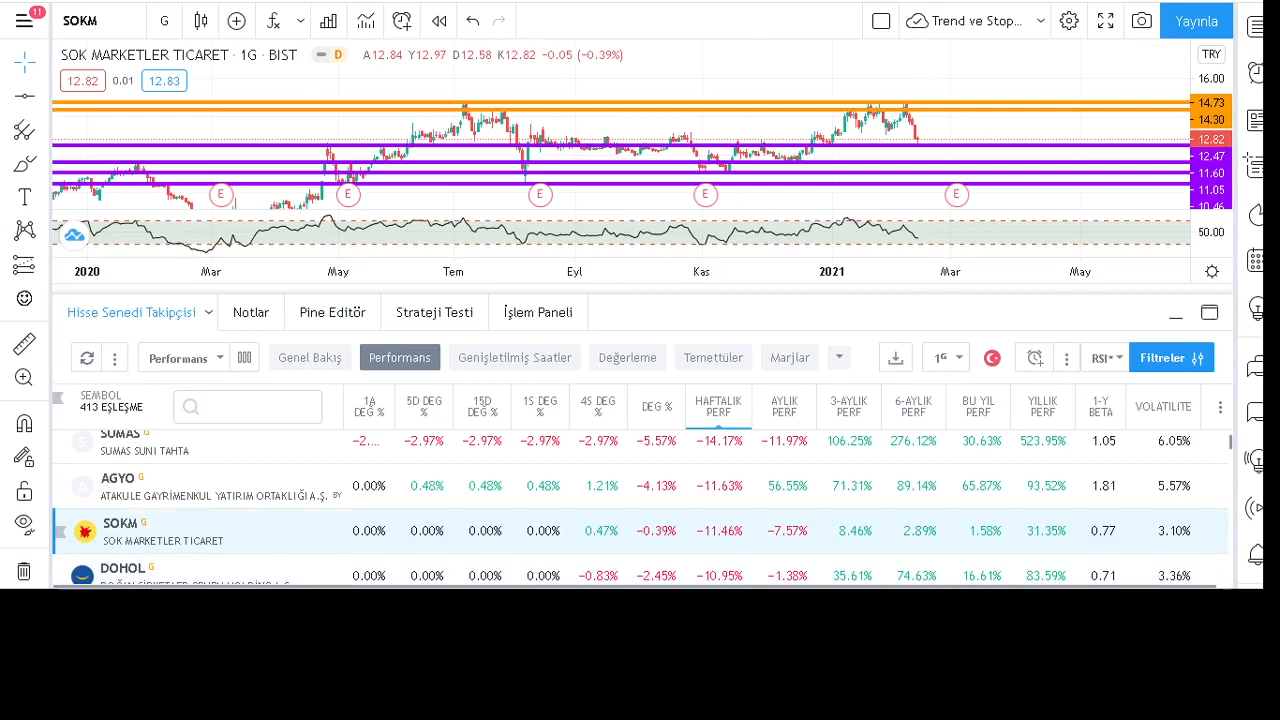 11
SOKM
G
Trend ve Stop...
Yayınla
SOK MARKETLER TICARET · 1G · BIST
D
A12.84 Y12.97 D12.58 K12.82 −0.05 (−0.39%)
TRY
12.82
0.01
12.83
16.00
14.73
14.30
12.82
12.47
11.60
11.05
10.46
E
E
E
E
E
50.00
2020
Mar
May
Tem
Eyl
Kas
2021
Mar
May
Hisse Senedi Takipçisi
Notlar
Pine Editör
Strateji Testi
İşlem Paneli
Performans
Genel Bakış
Performans
Genişletilmiş Saatler
Değerleme
Temettüler
Marjlar
1G
RSI*
Filtreler
SEMBOL
413 EŞLEŞME
1A DEG %
5D DEG %
15D DEG %
1S DEG %
4S DEG %
DEG %
HAFTALIK PERF
AYLIK PERF
3-AYLIK PERF
6-AYLIK PERF
BU YIL PERF
YILLIK PERF
1-Y BETA
VOLATILITE
S SUMAS G −2.... −2.97% −2.97% −2.97% −2.97% −5.57% −14.17% −11.97% 106.25% 276.12% 30.63% 523.95% 1.05 6.05%
SUMAS SUNI TAHTA
A AGYO G 0.00% 0.48% 0.48% 0.48% 1.21% −4.13% −11.63% 56.55% 71.31% 89.14% 65.87% 93.52% 1.81 5.57%
ATAKULE GAYRİMENKUL YATIRIM ORTAKLIĞI A.Ş. BY
SOKM G 0.00% 0.00% 0.00% 0.00% 0.47% −0.39% −11.46% −7.57% 8.46% 2.89% 1.58% 31.35% 0.77 3.10%
SOK MARKETLER TICARET
DOHOL G 0.00% 0.00% 0.00% 0.00% −0.83% −2.45% −10.95% −1.38% 35.61% 74.63% 16.61% 83.59% 0.71 3.36%